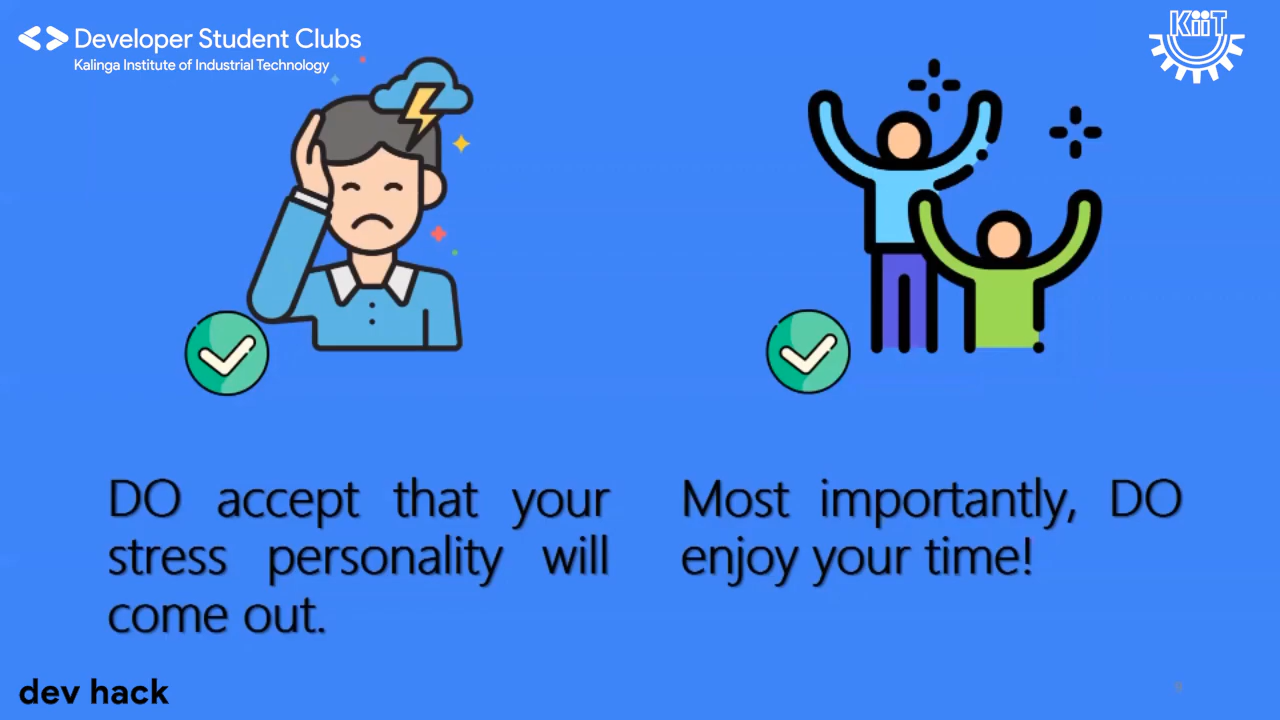 Developer Student Clubs
Kalinga Institute of Industrial Technology
KiiT
DO accept that your
stress personality will
come out.
Most importantly, DO
enjoy your time!
dev hack